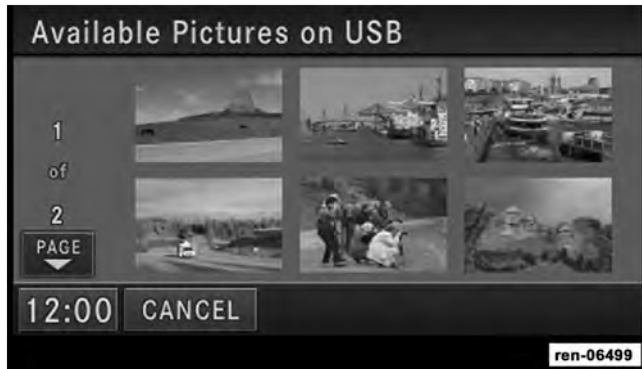 Available Pictures on USB
1
of
2
PAGE
12:00 CANCEL
ren-06499